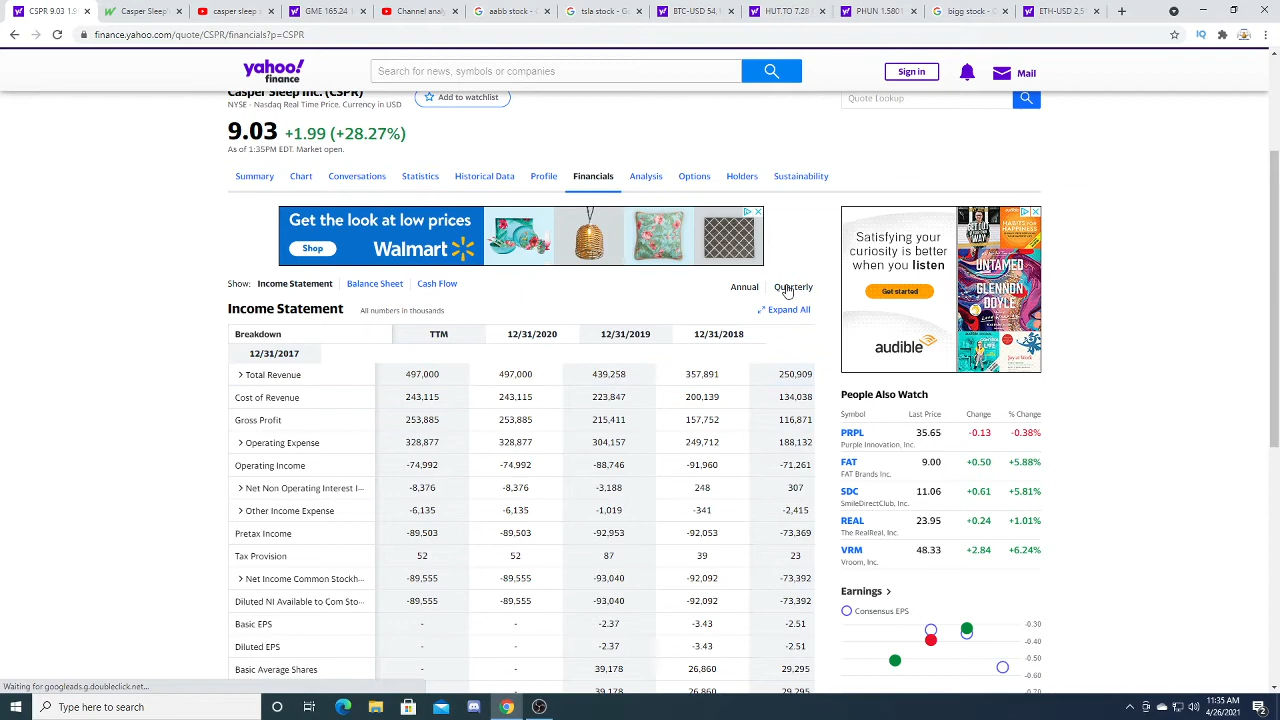 CSPR 9.03 1.9
Casper Sleep
casper sleep s
GME 165.24
Channel analy
aabb stock - G
tsla stock - Go
BTC-USD 54,
HUT.TO 7.28
PHUN 1.580
bigg stock - G
ETH-USD 2,5
finance.yahoo.com/quote/CSPR/financials?p=CSPR
IQ
yahoo!
finance
Search for news, symbols or companies
Sign in
Mail
Casper Sleep Inc. (CSPR)
NYSE - Nasdaq Real Time Price. Currency in USD
Add to watchlist
Quote Lookup
9.03 +1.99 (+28.27%)
As of 1:35PM EDT. Market open.
Summary Chart Conversations Statistics Historical Data Profile Financials Analysis Options Holders Sustainability
Get the look at low prices
Shop
Walmart
Satisfying your
curiosity is better
when you listen
Get started
audible
HABITS FOR
HAPPINESS
UNTAMED
GLENNON
DOYLE
Show: Income Statement Balance Sheet Cash Flow
Annual Quarterly
Income Statement All numbers in thousands
Expand All
Breakdown TTM 12/31/2020 12/31/2019 12/31/2018
12/31/2017
Total Revenue 497,000 497,000 439,258 357,891 250,909
Cost of Revenue 243,115 243,115 223,847 200,139 134,038
Gross Profit 253,885 253,885 215,411 157,752 116,871
Operating Expense 328,877 328,877 304,157 249,712 188,132
Operating Income -74,992 -74,992 -88,746 -91,960 -71,261
Net Non Operating Interest I... -8,376 -8,376 -3,188 248 307
Other Income Expense -6,135 -6,135 -1,019 -341 -2,415
Pretax Income -89,503 -89,503 -92,953 -92,053 -73,369
Tax Provision 52 52 87 39 23
Net Income Common Stockh... -89,555 -89,555 -93,040 -92,092 -73,392
Diluted NI Available to Com Sto... -89,555 -89,555 -93,040 -92,092 -73,392
Basic EPS - - -2.37 -3.43 -2.51
Diluted EPS - - -2.37 -3.43 -2.51
Basic Average Shares - - 39,178 26,860 29,295
- - 39,178 26,860 29,295
People Also Watch
Symbol Last Price Change % Change
PRPL 35.65 -0.13 -0.38%
Purple Innovation, Inc.
FAT 9.00 +0.50 +5.88%
FAT Brands Inc.
SDC 11.06 +0.61 +5.81%
SmileDirectClub, Inc.
REAL 23.95 +0.24 +1.01%
The RealReal, Inc.
VRM 48.33 +2.84 +6.24%
Vroom, Inc.
Earnings
Consensus EPS
-0.30
-0.40
-0.50
-0.60
-0.70
Waiting for googleads.g.doubleclick.net...
Type here to search
11:35 AM
4/26/2021
2